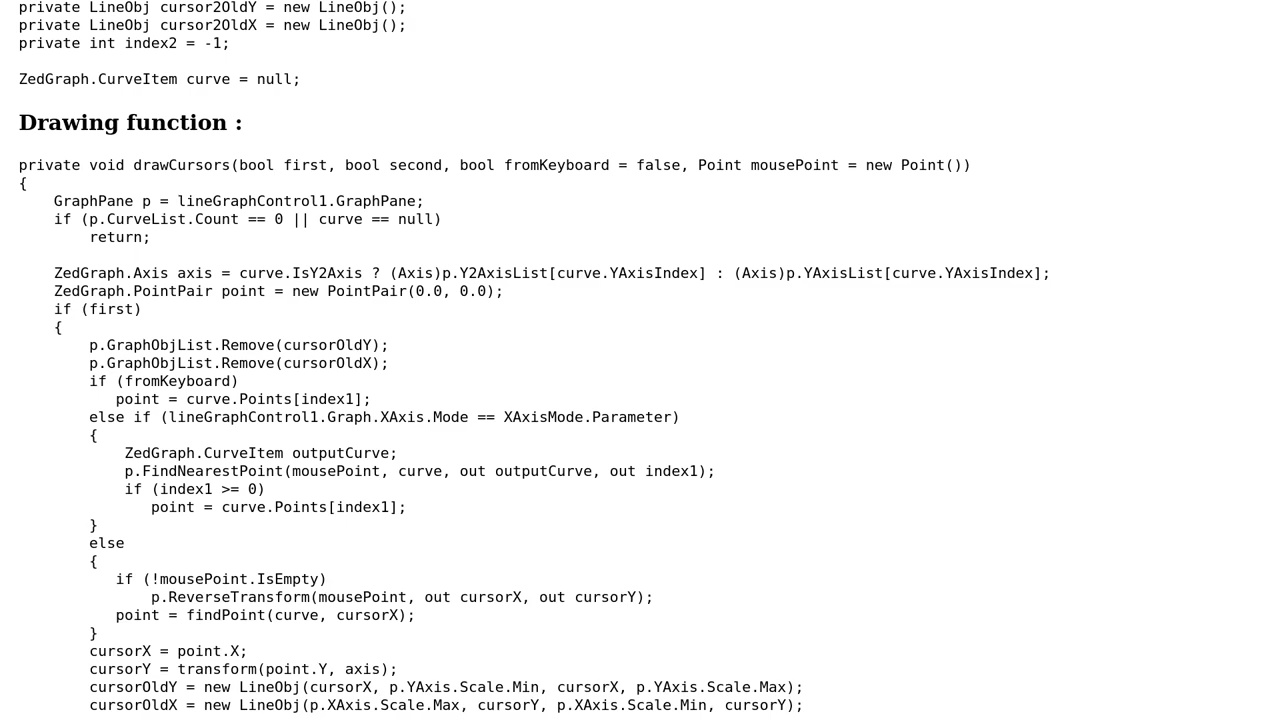 private LineObj cursor2OldY = new LineObj();
private LineObj cursor2OldX = new LineObj();
private int index2 = -1;

ZedGraph.CurveItem curve = null;

Drawing function :

private void drawCursors(bool first, bool second, bool fromKeyboard = false, Point mousePoint = new Point())
{
    GraphPane p = lineGraphControl1.GraphPane;
    if (p.CurveList.Count == 0 || curve == null)
        return;

    ZedGraph.Axis axis = curve.IsY2Axis ? (Axis)p.Y2AxisList[curve.YAxisIndex] : (Axis)p.YAxisList[curve.YAxisIndex];
    ZedGraph.PointPair point = new PointPair(0.0, 0.0);
    if (first)
    {
        p.GraphObjList.Remove(cursorOldY);
        p.GraphObjList.Remove(cursorOldX);
        if (fromKeyboard)
           point = curve.Points[index1];
        else if (lineGraphControl1.Graph.XAxis.Mode == XAxisMode.Parameter)
        {
            ZedGraph.CurveItem outputCurve;
            p.FindNearestPoint(mousePoint, curve, out outputCurve, out index1);
            if (index1 >= 0)
               point = curve.Points[index1];
        }
        else
        {
           if (!mousePoint.IsEmpty)
               p.ReverseTransform(mousePoint, out cursorX, out cursorY);
           point = findPoint(curve, cursorX);
        }
        cursorX = point.X;
        cursorY = transform(point.Y, axis);
        cursorOldY = new LineObj(cursorX, p.YAxis.Scale.Min, cursorX, p.YAxis.Scale.Max);
        cursorOldX = new LineObj(p.XAxis.Scale.Max, cursorY, p.XAxis.Scale.Min, cursorY);